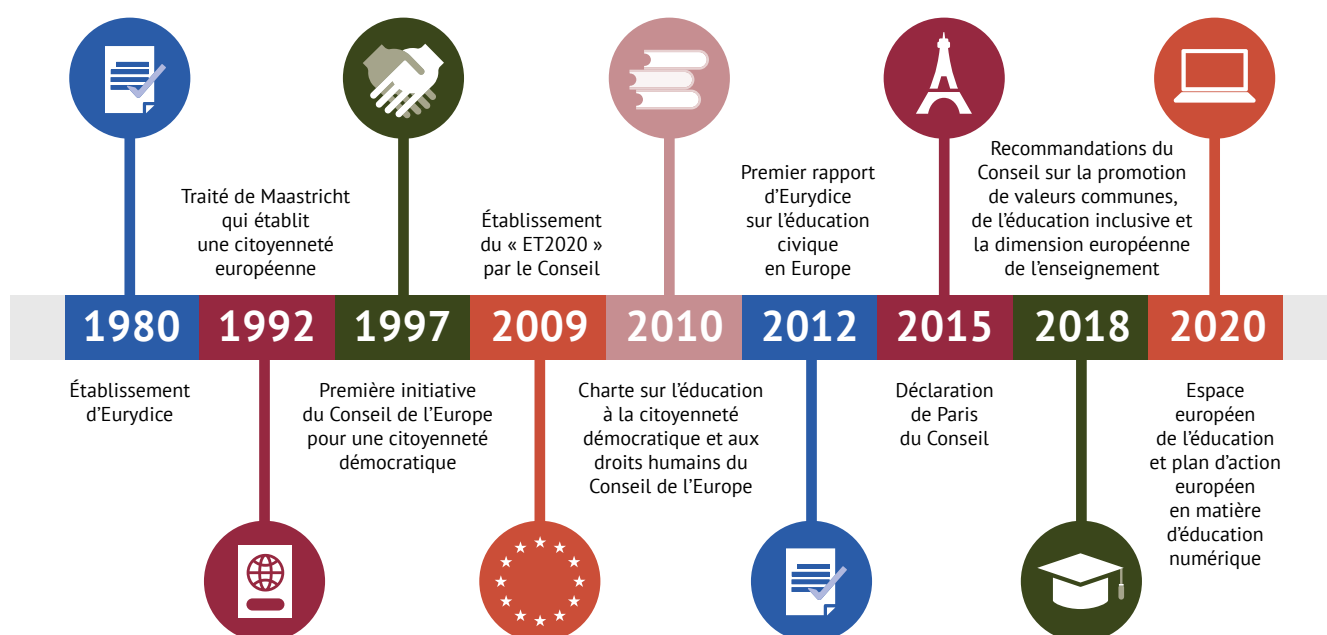 Traité de Maastricht
qui établit
une citoyenneté
européenne
Établissement
du « ET2020 »
par le Conseil
Premier rapport
d’Eurydice
sur l’éducation
civique
en Europe
Recommandations du
Conseil sur la promotion
de valeurs communes,
de l’éducation inclusive et
la dimension européenne
de l’enseignement
1980 1992 1997 2009 2010 2012 2015 2018 2020
Établissement
d’Eurydice
Première initiative
du Conseil de l’Europe
pour une citoyenneté
démocratique
Charte sur l’éducation
à la citoyenneté
démocratique et aux
droits humains du
Conseil de l’Europe
Déclaration
de Paris
du Conseil
Espace
européen
de l’éducation
et plan d’action
européen
en matière
d’éducation
numérique